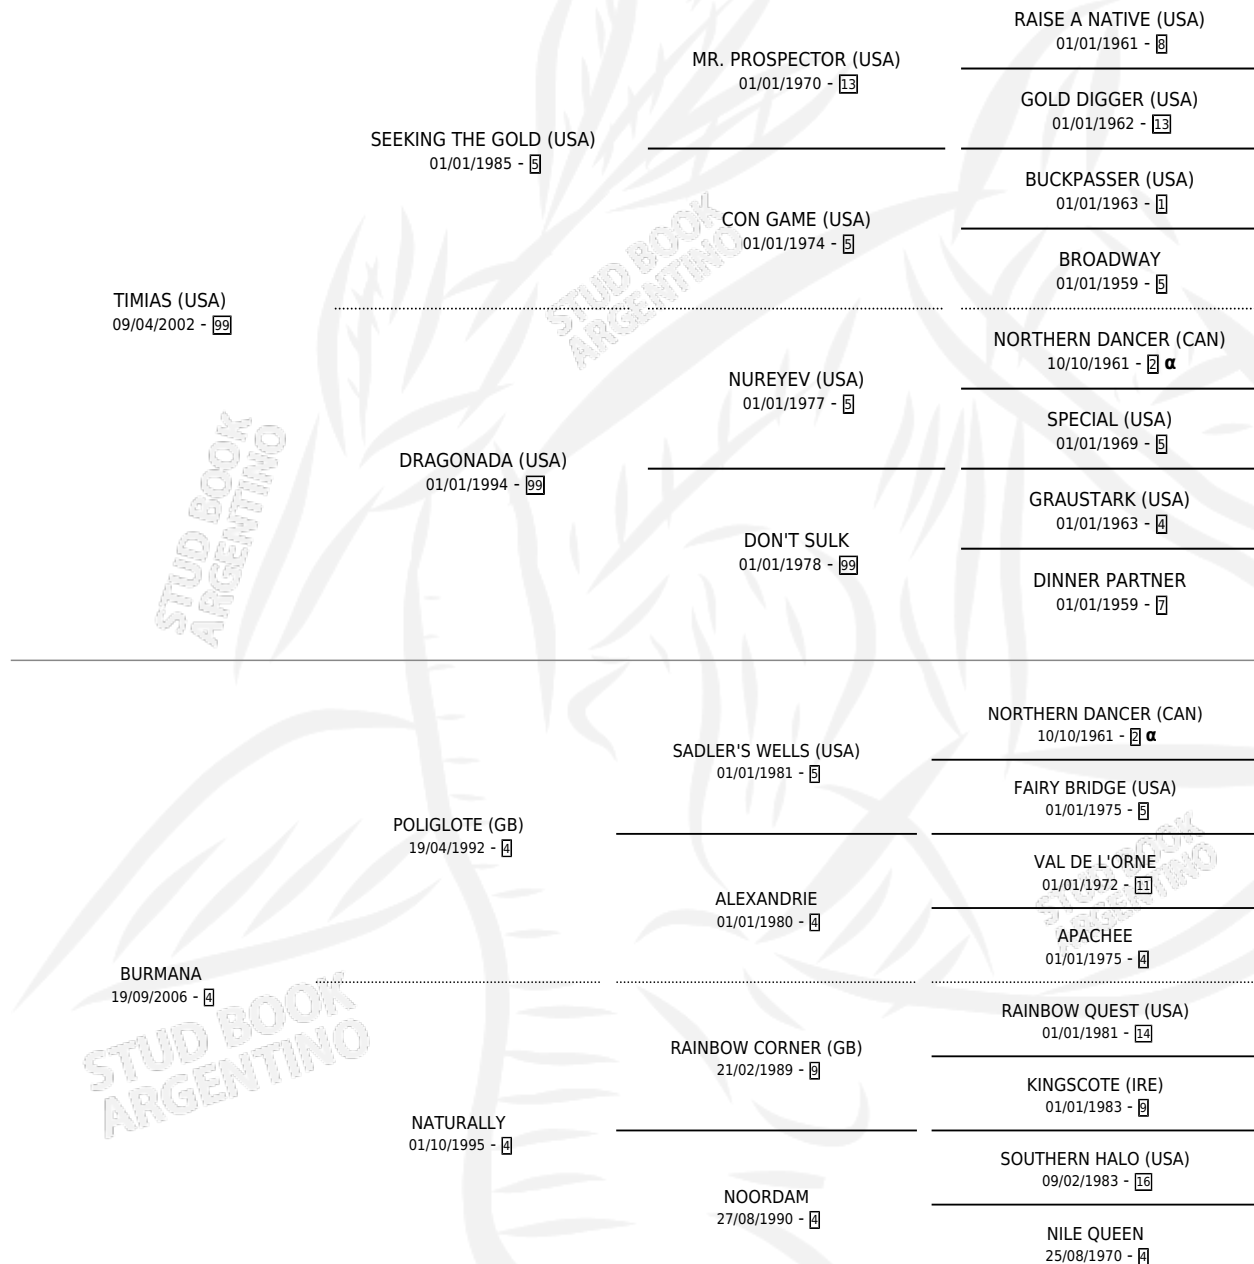 RAISE A NATIVE (USA)
01/01/1961 - 8
MR. PROSPECTOR (USA)
01/01/1970 - 13
GOLD DIGGER (USA)
01/01/1962 - 13
SEEKING THE GOLD (USA)
01/01/1985 - 5
BUCKPASSER (USA)
01/01/1963 - 1
CON GAME (USA)
01/01/1974 - 5
BROADWAY
01/01/1959 - 5
TIMIAS (USA)
09/04/2002 - 99
NORTHERN DANCER (CAN)
10/10/1961 - 2 α
NUREYEV (USA)
01/01/1977 - 5
SPECIAL (USA)
01/01/1969 - 5
DRAGONADA (USA)
01/01/1994 - 99
GRAUSTARK (USA)
01/01/1963 - 4
DON'T SULK
01/01/1978 - 99
DINNER PARTNER
01/01/1959 - 7
NORTHERN DANCER (CAN)
10/10/1961 - 2 α
SADLER'S WELLS (USA)
01/01/1981 - 5
FAIRY BRIDGE (USA)
01/01/1975 - 5
POLIGLOTE (GB)
19/04/1992 - 4
VAL DE L'ORNE
01/01/1972 - 11
ALEXANDRIE
01/01/1980 - 4
APACHEE
01/01/1975 - 4
BURMANA
19/09/2006 - 4
RAINBOW QUEST (USA)
01/01/1981 - 14
RAINBOW CORNER (GB)
21/02/1989 - 9
KINGSCOTE (IRE)
01/01/1983 - 9
NATURALLY
01/10/1995 - 4
SOUTHERN HALO (USA)
09/02/1983 - 16
NOORDAM
27/08/1990 - 4
NILE QUEEN
25/08/1970 - 4
STUD BOOK
ARGENTINO
STUD BOOK
ARGENTINO
STUD BOOK
ARGENTINO
STUD BOOK
ARGENTINO